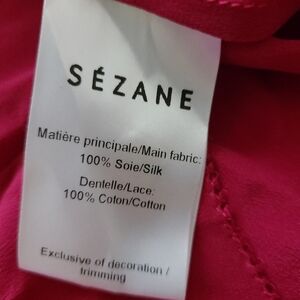 SÉZANE
Matière principale/Main fabric:
100% Soie/Silk
Dentelle/Lace:
100% Coton/Cotton
Exclusive of decoration /
trimming